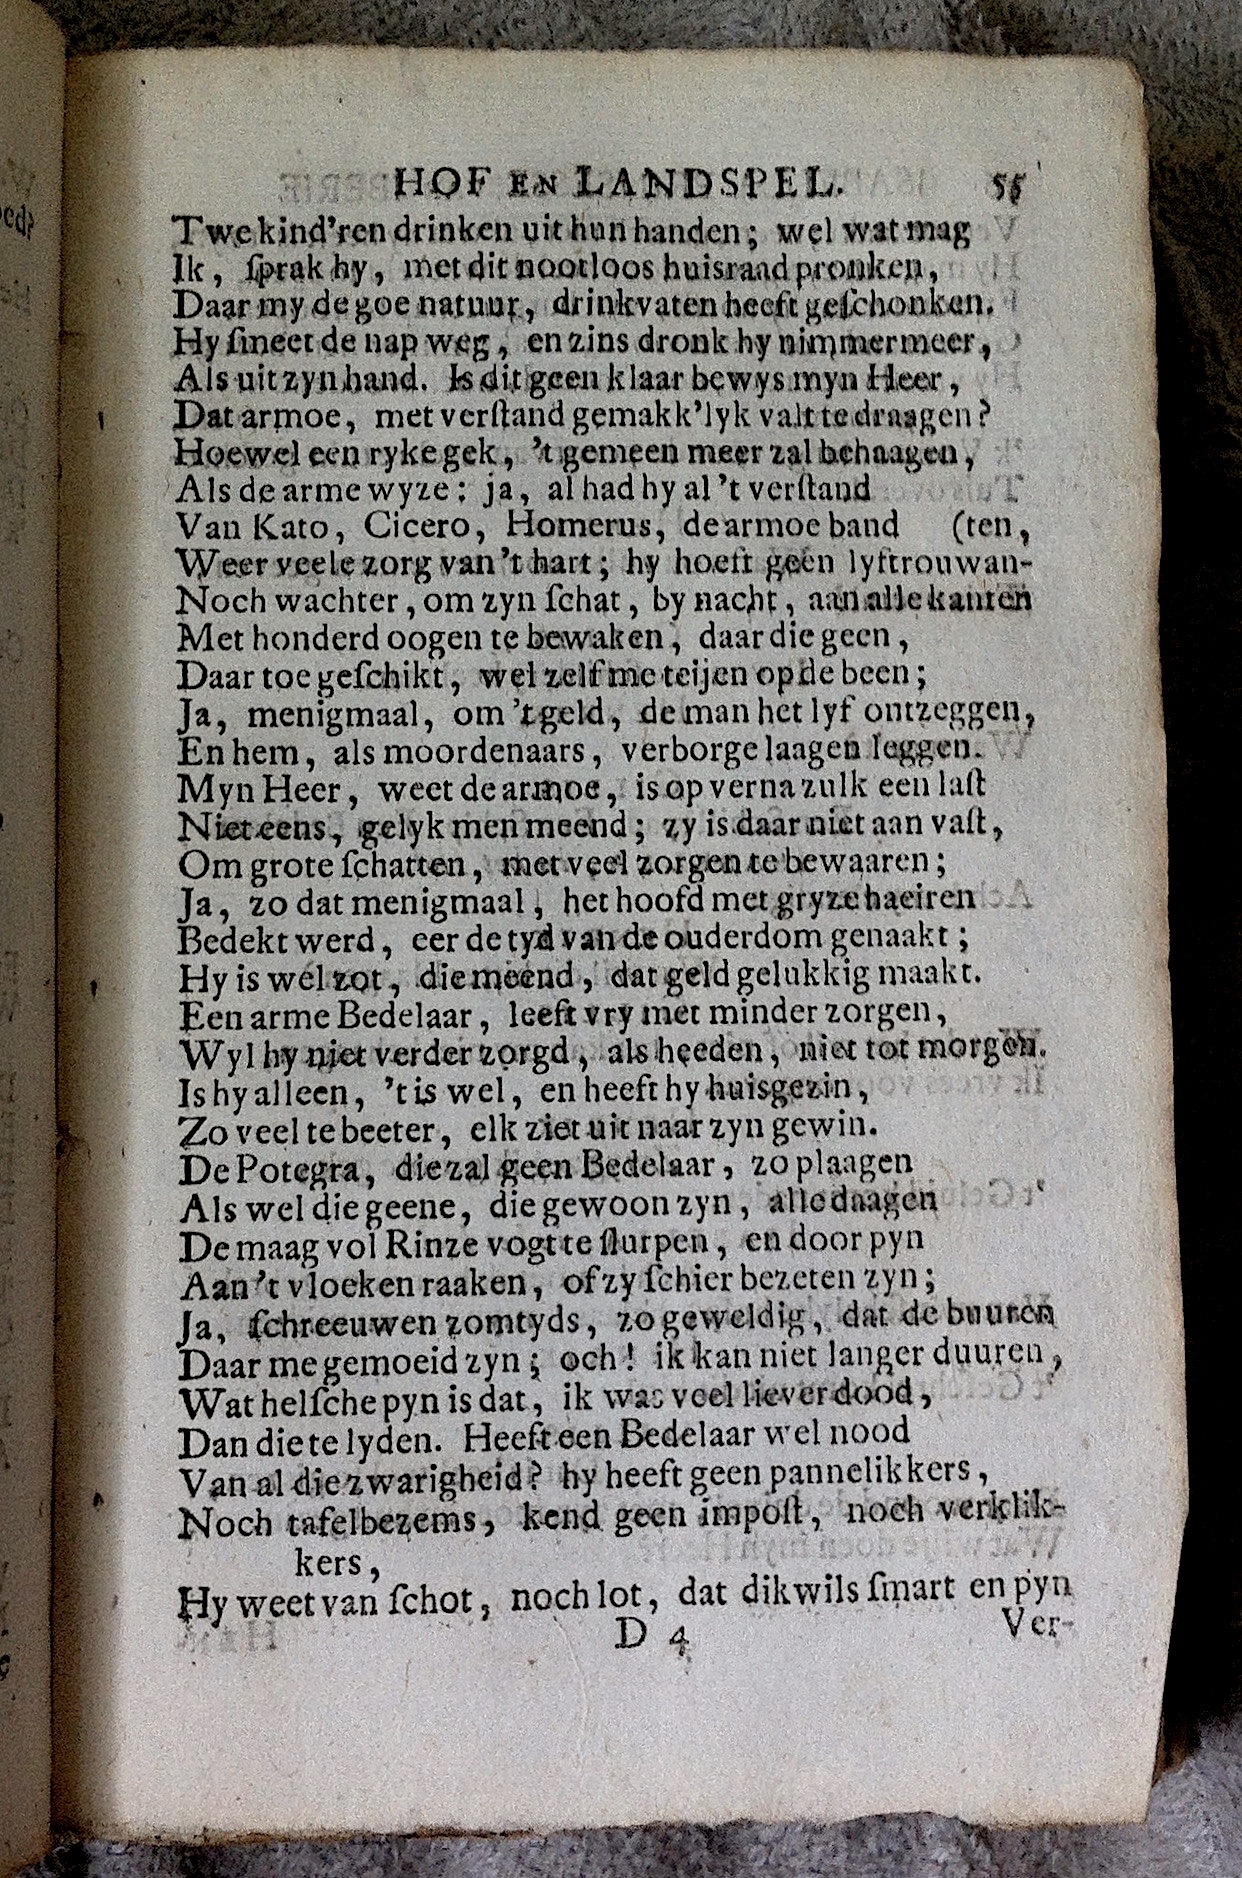 HOF EN LANDSPEL. 55
Twe kind'ren drinken uit hun handen; wel wat mag
Ik, ſprak hy, met dit nootloos huisraad pronken,
Daar my de goe natuur, drinkvaten heeft geſchonken.
Hy ſmeet de nap weg, en zins dronk hy nimmermeer,
Als uit zyn hand. Is dit geen klaar bewys myn Heer,
Dat armoe, met verſtand gemakk'lyk valt te draagen?
Hoewel een ryke gek, 't gemeen meer zal behaagen,
Als de arme wyze: ja, al had hy al 't verſtand
Van Kato, Cicero, Homerus, de armoe band (ten,
Weer veele zorg van 't hart; hy hoeft geen lyftrouwan-
Noch wachter, om zyn ſchat, by nacht, aan alle kanten
Met honderd oogen te bewaken, daar die geen,
Daar toe geſchikt, wel zelf me teijen op de been;
Ja, menigmaal, om 't geld, de man het lyf ontzeggen,
En hem, als moordenaars, verborge laagen leggen.
Myn Heer, weet de armoe, is op verna zulk een laſt
Niet eens, gelyk men meend; zy is daar niet aan vaſt,
Om grote ſchatten, met veel zorgen te bewaaren;
Ja, zo dat menigmaal, het hoofd met gryze haeiren
Bedekt werd, eer de tyd van de ouderdom genaakt;
Hy is wel zot, die meend, dat geld gelukkig maakt.
Een arme Bedelaar, leeft vry met minder zorgen,
Wyl hy niet verder zorgd, als heeden, niet tot morgen.
Is hy alleen, 't is wel, en heeft hy huisgezin,
Zo veel te beeter, elk ziet uit naar zyn gewin.
De Potegra, die zal geen Bedelaar, zo plaagen
Als wel die geene, die gewoon zyn, alle daagen
De maag vol Rinze vogt te ſlurpen, en door pyn
Aan 't vloeken raaken, of zy ſchier bezeten zyn;
Ja, ſchreeuwen zomtyds, zo geweldig, dat de buuren
Daar me gemoeid zyn; och! ik kan niet langer duuren,
Wat helſche pyn is dat, ik was veel liever dood,
Dan die te lyden. Heeft een Bedelaar wel nood
Van al die zwarigheid? hy heeft geen pannelikkers,
Noch tafelbezems, kend geen impoſt, noch verklik-
kers,
Hy weet van ſchot, noch lot, dat dikwils ſmart en pyn
D 4 Ver-